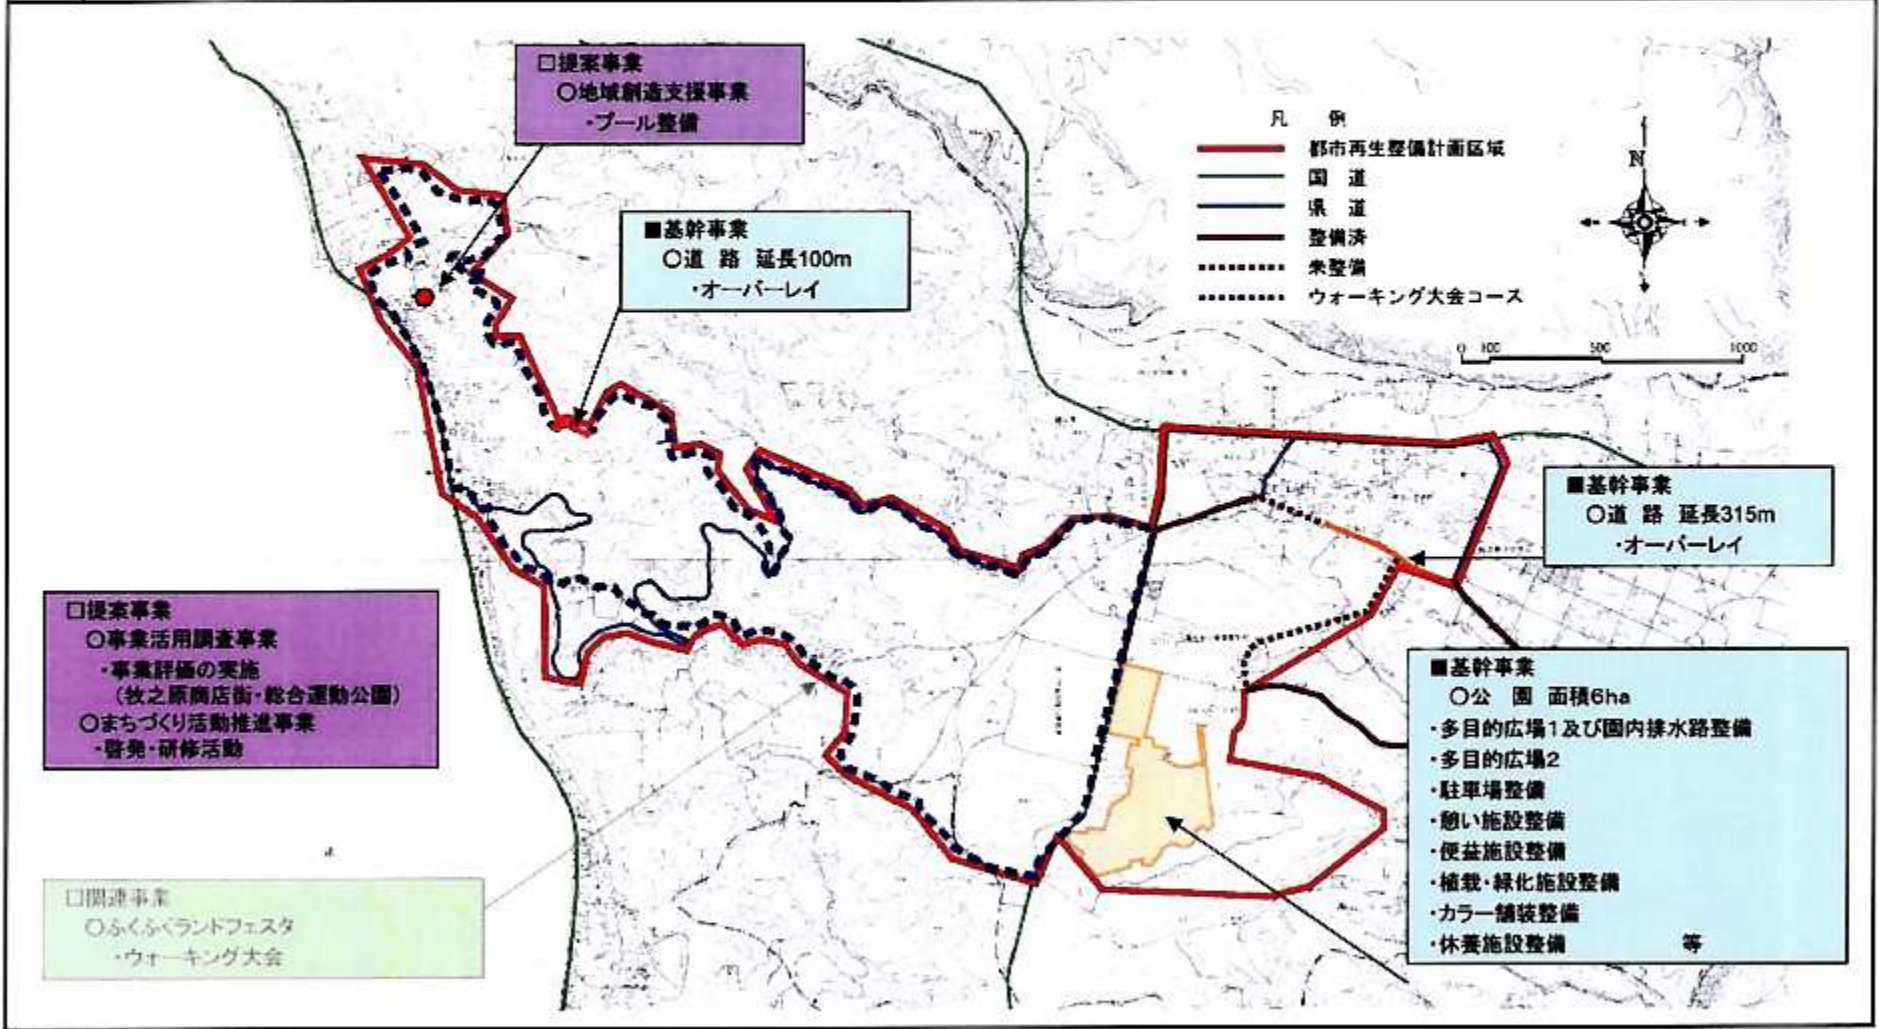 □提案事業
○地域創造支援事業
・プール整備
■基幹事業
○道 路 延長100m
・オーバーレイ
凡 例
都市再生整備計画区域
国 道
県 道
整備済
未整備
ウォーキング大会コース
N
0 100 500 1000
■基幹事業
○道 路 延長315m
・オーバーレイ
□提案事業
○事業活用調査事業
・事業評価の実施
(牧之原商店街・総合運動公園)
○まちづくり活動推進事業
・啓発・研修活動
■基幹事業
○公 園 面積6ha
・多目的広場1及び園内排水路整備
・多目的広場2
・駐車場整備
・憩い施設整備
・便益施設整備
・植栽・緑化施設整備
・カラー舗装整備
・休養施設整備 等
□関連事業
○ふくふくランドフェスタ
・ウォーキング大会